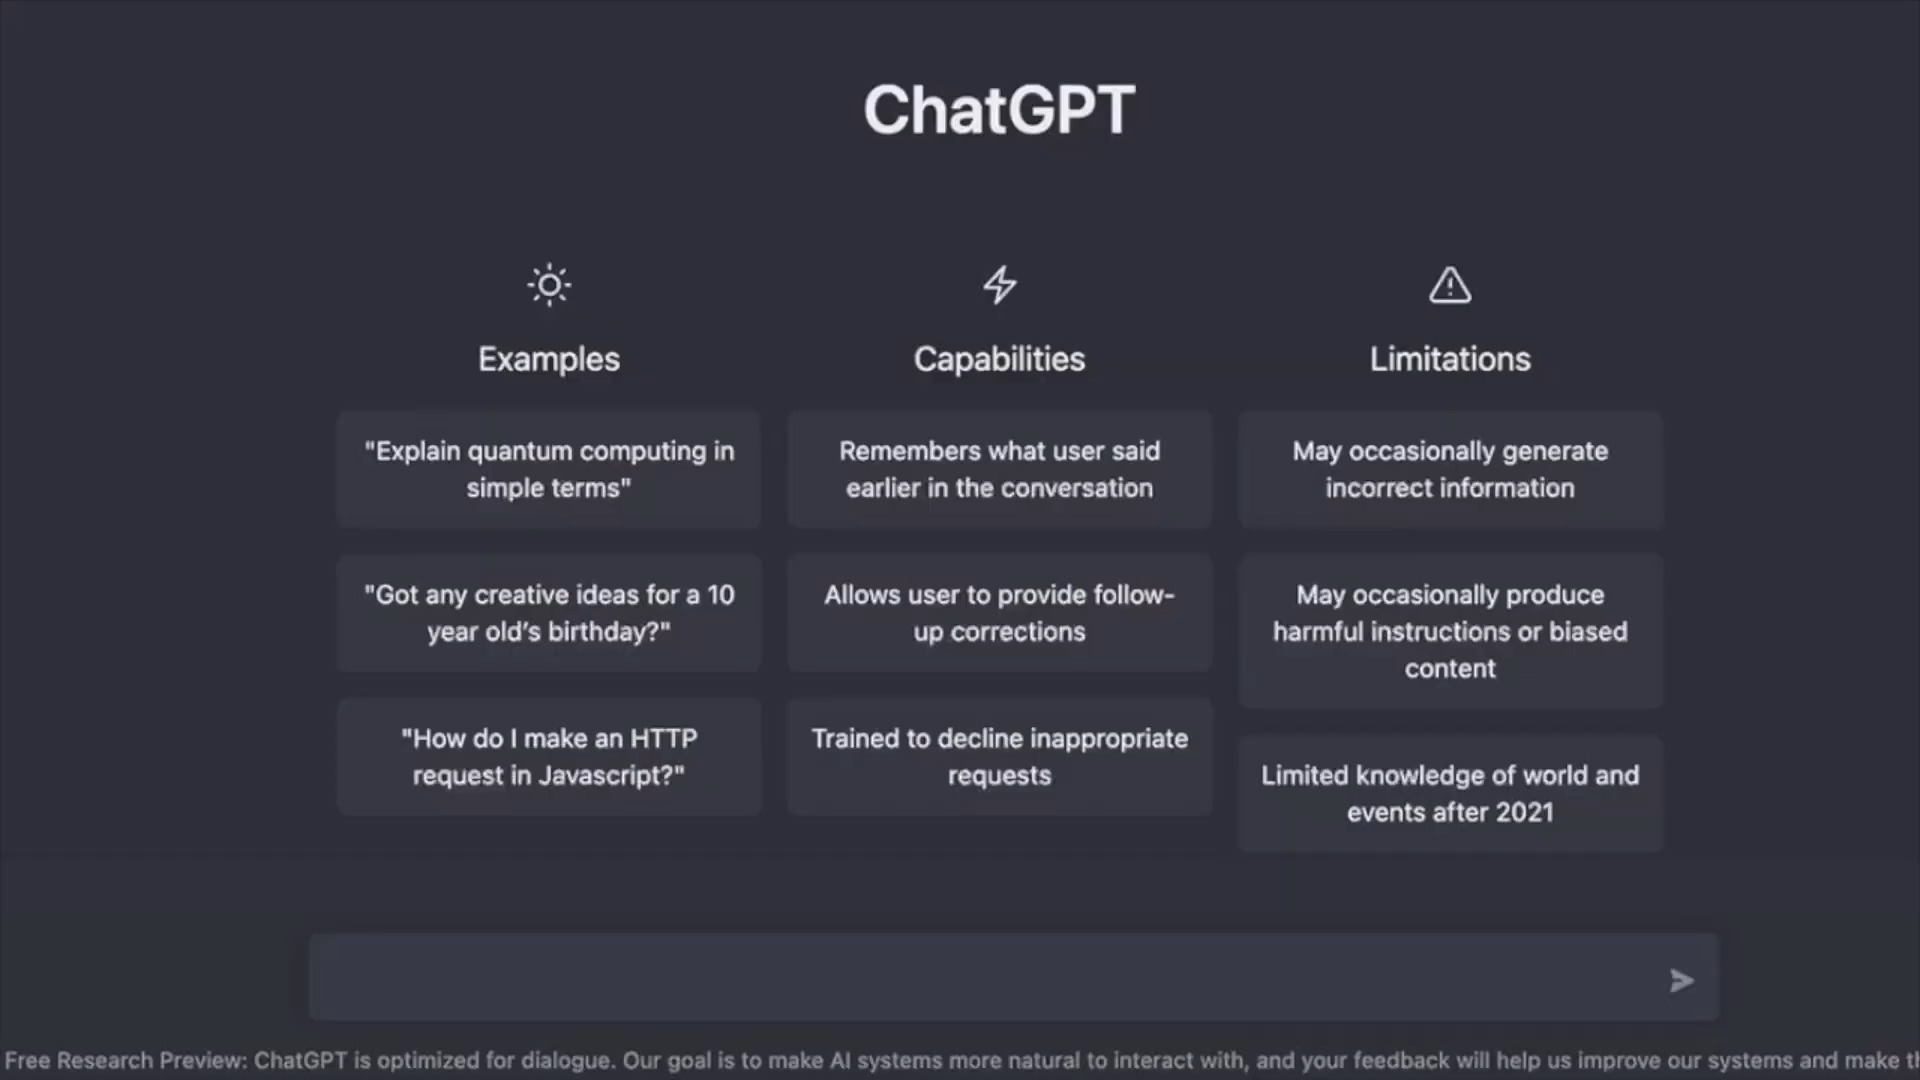 ChatGPT
Examples
"Explain quantum computing in
simple terms"
"Got any creative ideas for a 10
year old’s birthday?"
"How do I make an HTTP
request in Javascript?"
Capabilities
Remembers what user said
earlier in the conversation
Allows user to provide follow-
up corrections
Trained to decline inappropriate
requests
Limitations
May occasionally generate
incorrect information
May occasionally produce
harmful instructions or biased
content
Limited knowledge of world and
events after 2021
Free Research Preview: ChatGPT is optimized for dialogue. Our goal is to make AI systems more natural to interact with, and your feedback will help us improve our systems and make